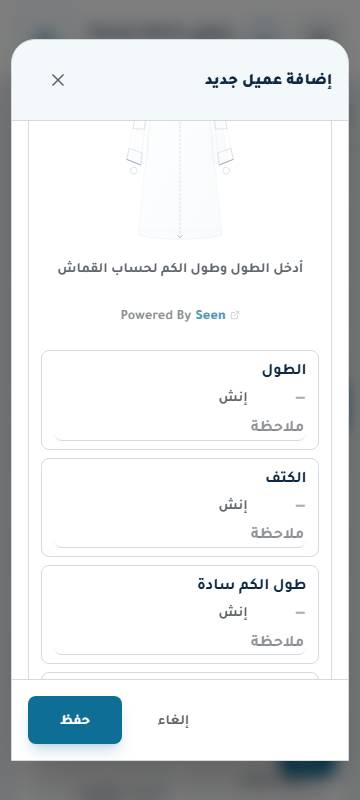 إضافة عميل جديد
أدخل الطول وطول الكم لحساب القماش
Powered By Seen
الطول
– إنش
ملاحظة
الكتف
– إنش
ملاحظة
طول الكم سادة
– إنش
ملاحظة
إلغاء
حفظ